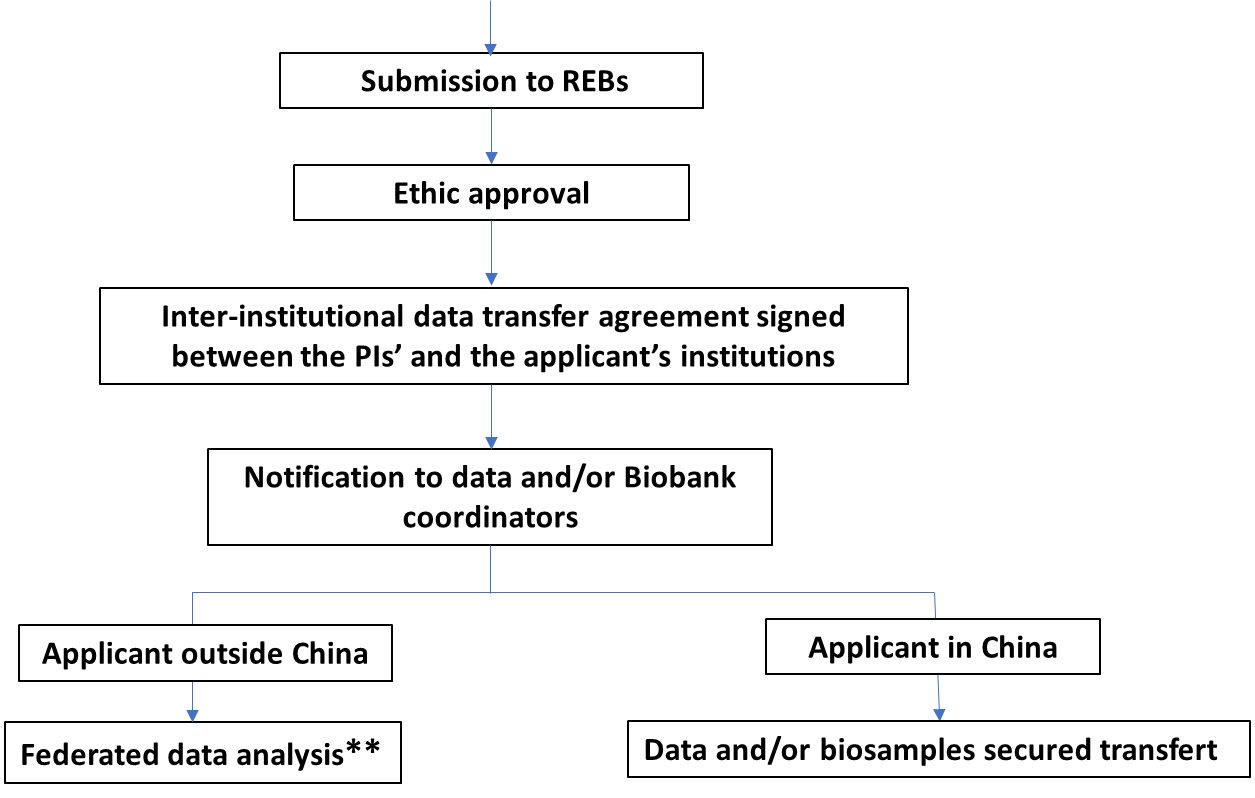 Submission to REBs
Ethic approval
Inter-institutional data transfer agreement signed
between the PIs’ and the applicant’s institutions
Notification to data and/or Biobank
coordinators
Applicant outside China
Applicant in China
Federated data analysis**
Data and/or biosamples secured transfert